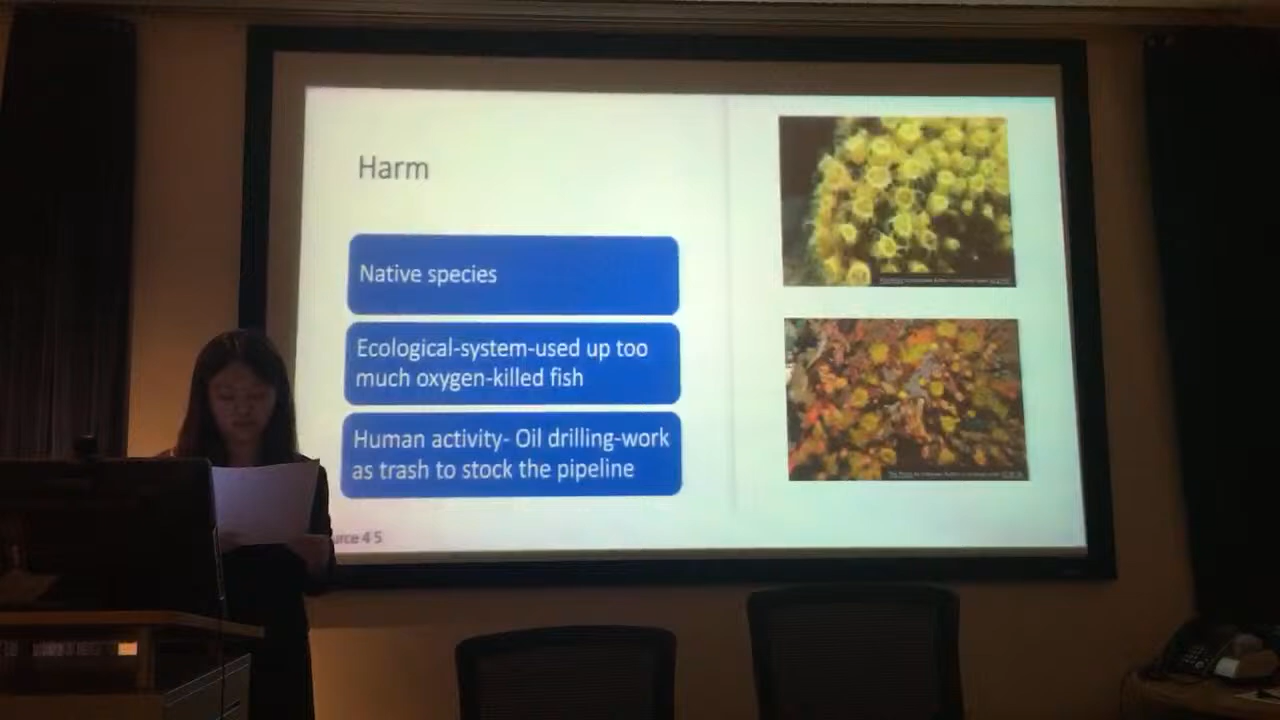 Harm
Native species
Ecological-system-used up too
much oxygen-killed fish
Human activity- Oil drilling-work
as trash to stock the pipeline
urce 4 5